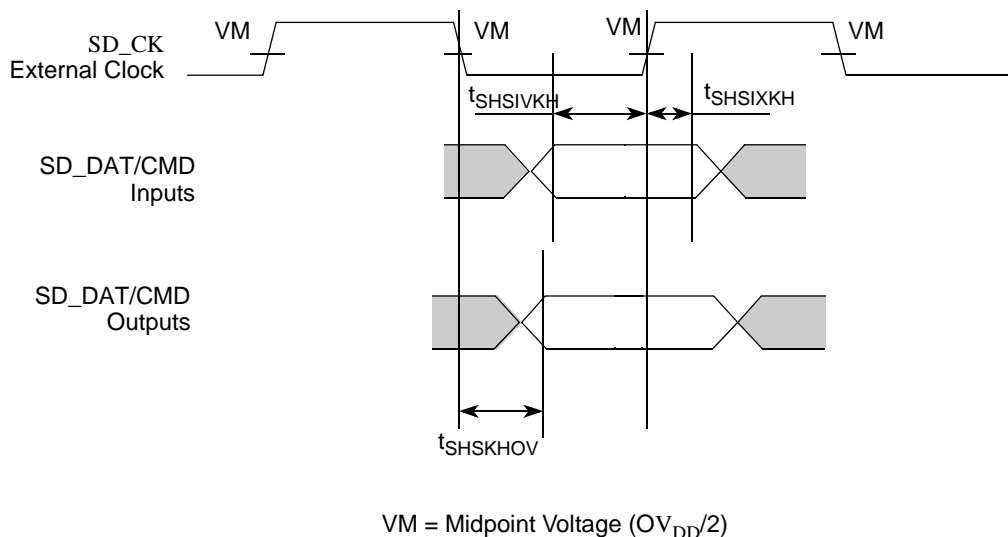 VM VM VM VM
SD_CK
External Clock
tSHSIVKH tSHSIXKH
SD_DAT/CMD
Inputs
SD_DAT/CMD
Outputs
tSHSKHOV
VM = Midpoint Voltage (OVDD/2)